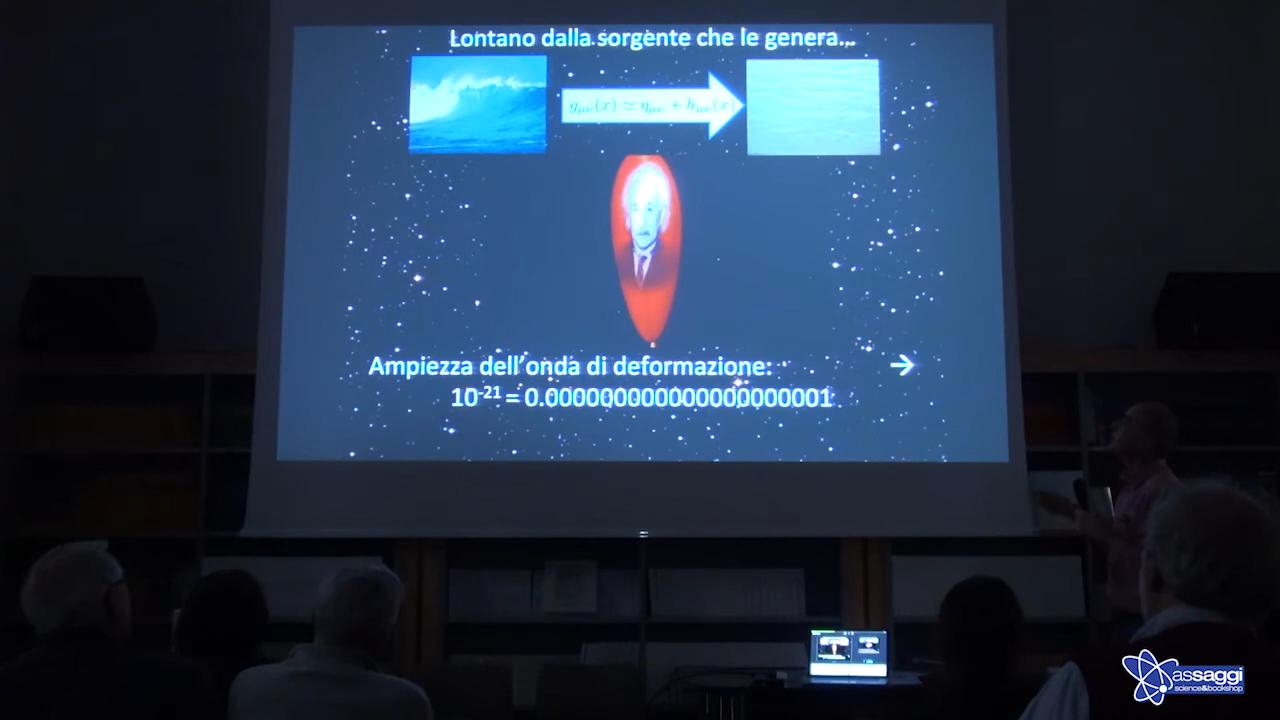 Lontano dalla sorgente che le genera...
g_μν(x) ≃ η_μν + h_μν(x)
Ampiezza dell'onda di deformazione: →
10⁻²¹ = 0.000000000000000000001
assaggi
science&bookshop